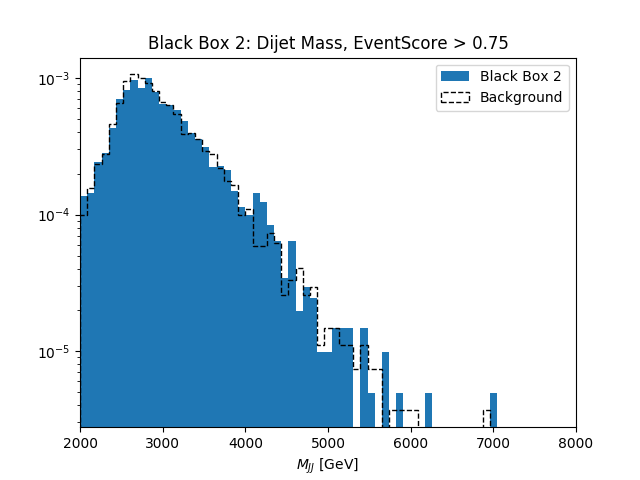 Black Box 2: Dijet Mass, EventScore > 0.75
Black Box 2
Background
10⁻³
10⁻⁴
10⁻⁵
2000 3000 4000 5000 6000 7000 8000
M_JJ [GeV]